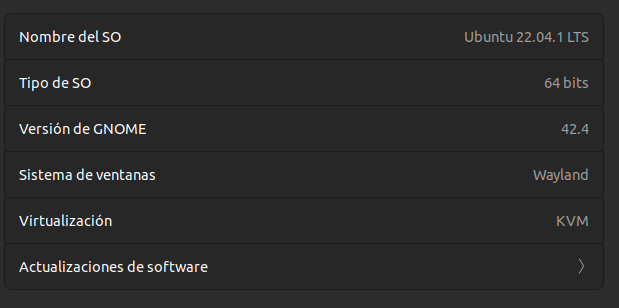 Nombre del SO Ubuntu 22.04.1 LTS
Tipo de SO 64 bits
Versión de GNOME 42.4
Sistema de ventanas Wayland
Virtualización KVM
Actualizaciones de software